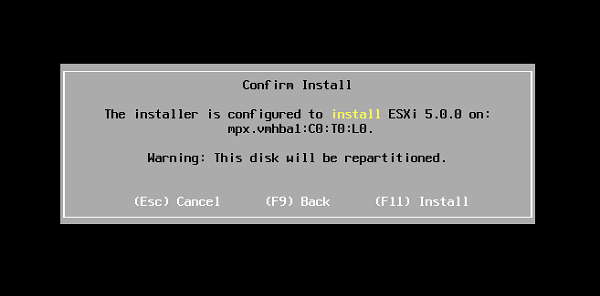 Confirm Install
The installer is configured to install ESXi 5.0.0 on:
mpx.vmhba1:C0:T0:L0.
Warning: This disk will be repartitioned.
(Esc) Cancel (F9) Back (F11) Install